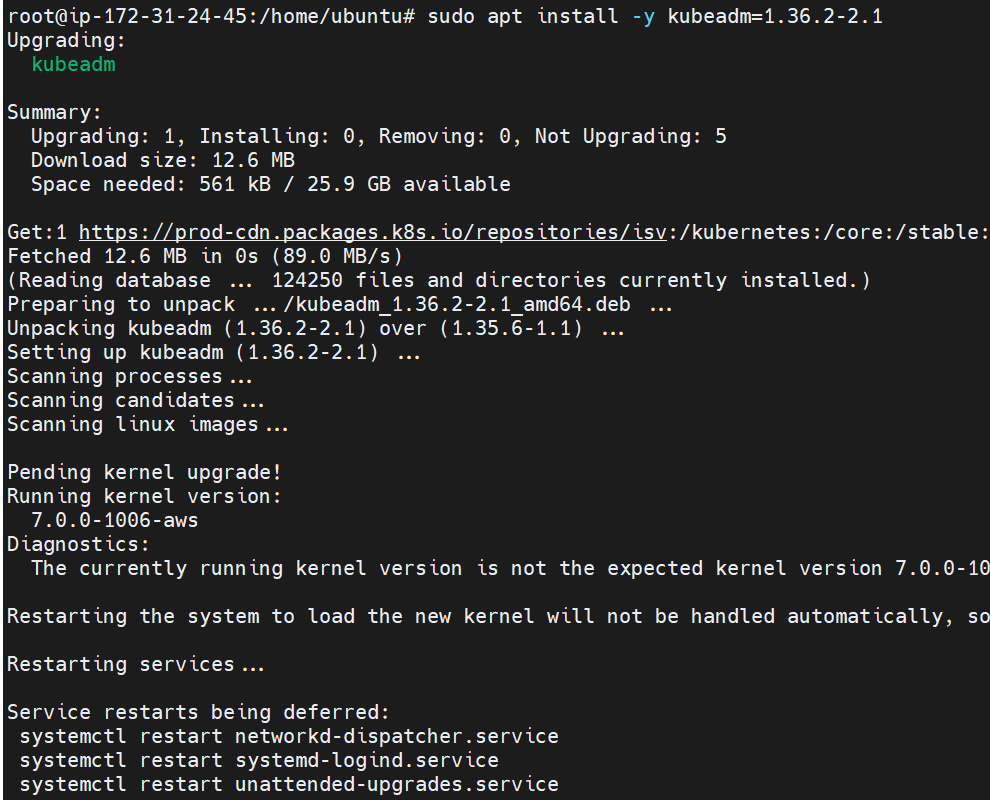 root@ip-172-31-24-45:/home/ubuntu# sudo apt install -y kubeadm=1.36.2-2.1
Upgrading:
  kubeadm

Summary:
  Upgrading: 1, Installing: 0, Removing: 0, Not Upgrading: 5
  Download size: 12.6 MB
  Space needed: 561 kB / 25.9 GB available

Get:1 https://prod-cdn.packages.k8s.io/repositories/isv:/kubernetes:/core:/stable:
Fetched 12.6 MB in 0s (89.0 MB/s)
(Reading database ... 124250 files and directories currently installed.)
Preparing to unpack .../kubeadm_1.36.2-2.1_amd64.deb ...
Unpacking kubeadm (1.36.2-2.1) over (1.35.6-1.1) ...
Setting up kubeadm (1.36.2-2.1) ...
Scanning processes...
Scanning candidates...
Scanning linux images...

Pending kernel upgrade!
Running kernel version:
  7.0.0-1006-aws
Diagnostics:
  The currently running kernel version is not the expected kernel version 7.0.0-10

Restarting the system to load the new kernel will not be handled automatically, so

Restarting services...

Service restarts being deferred:
 systemctl restart networkd-dispatcher.service
 systemctl restart systemd-logind.service
 systemctl restart unattended-upgrades.service